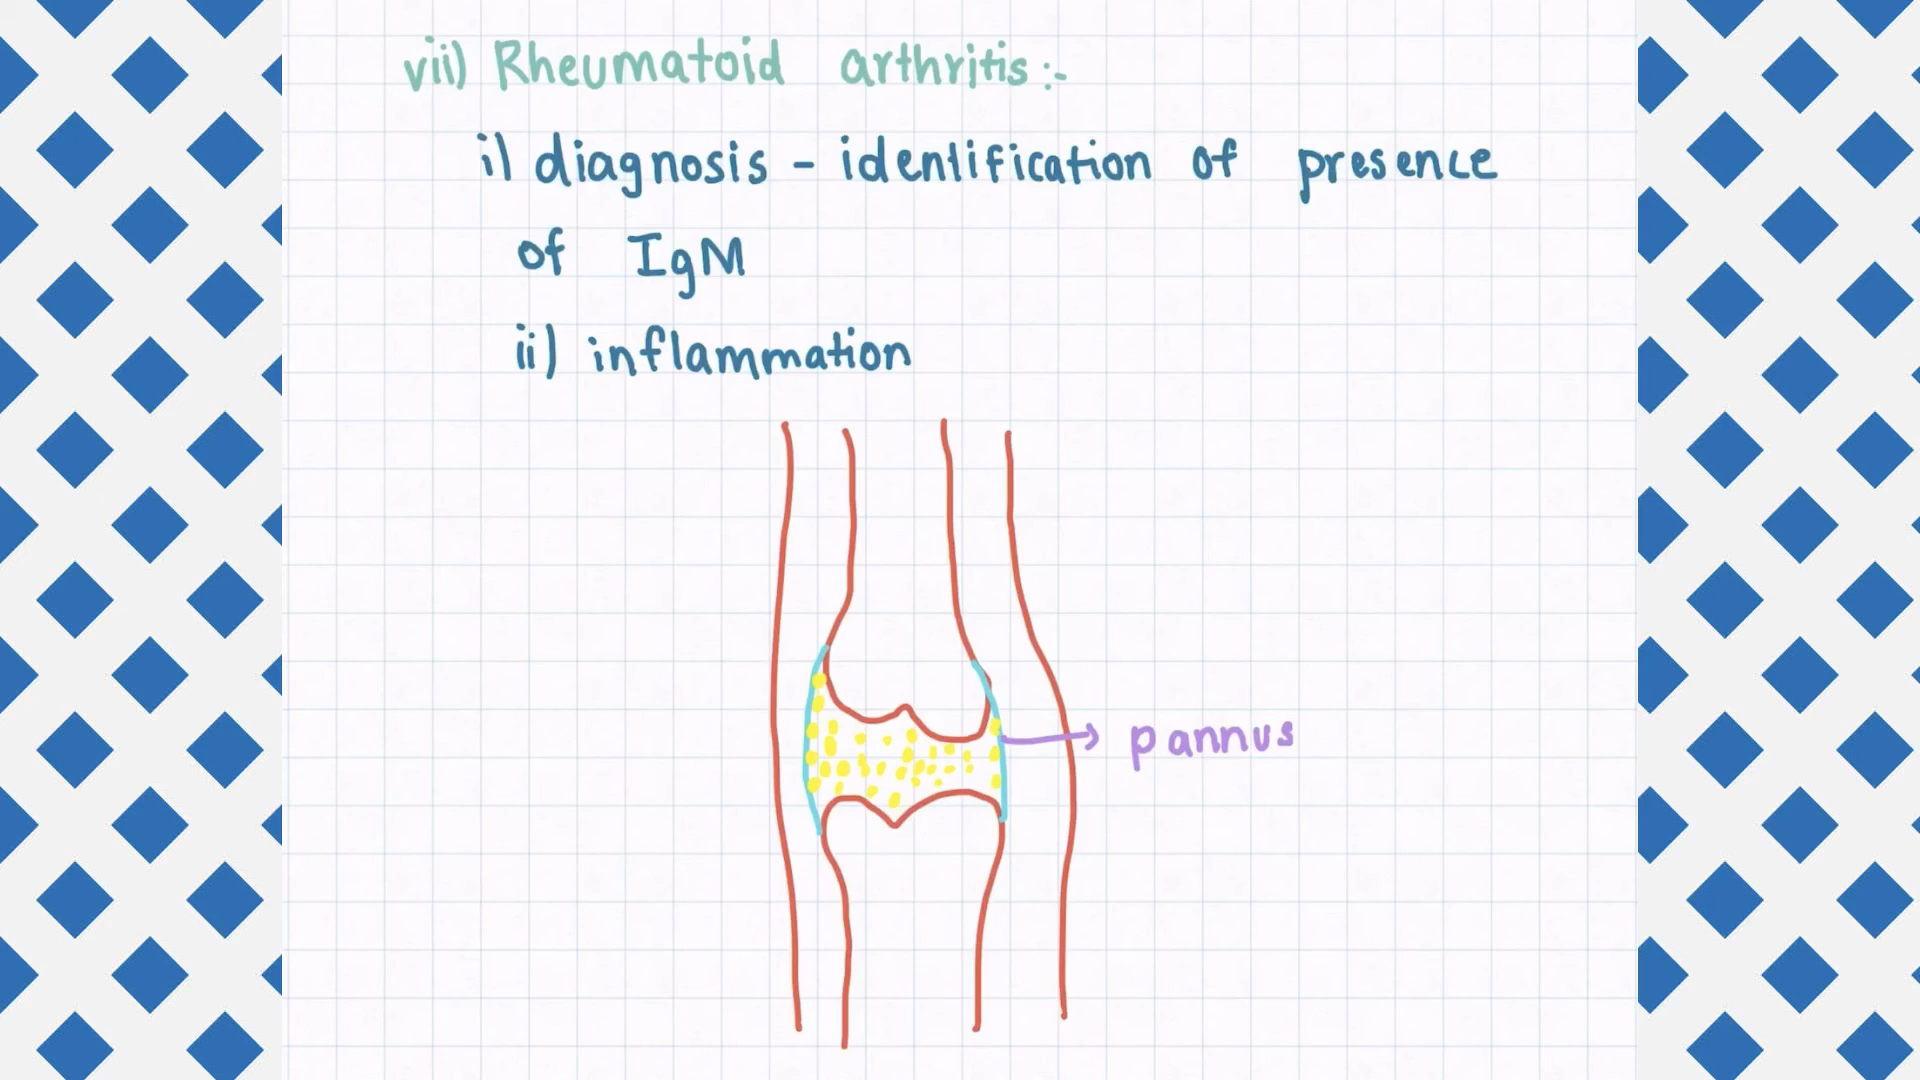 vii) Rheumatoid arthritis:-
i) diagnosis - identification of presence
of IgM
ii) inflammation
pannus